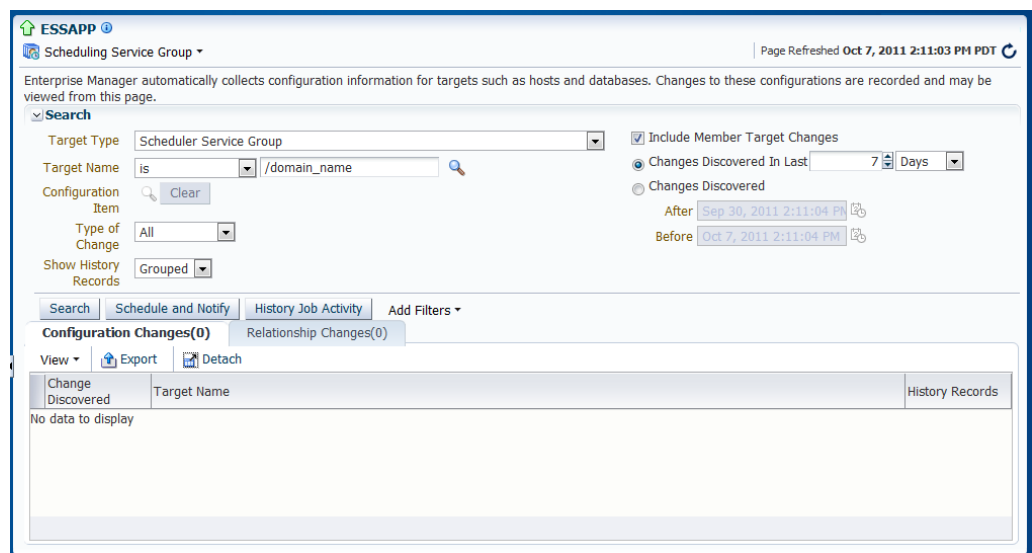 ESSAPP
Scheduling Service Group
Page Refreshed Oct 7, 2011 2:11:03 PM PDT
Enterprise Manager automatically collects configuration information for targets such as hosts and databases. Changes to these configurations are recorded and may be
viewed from this page.
Search
Target Type Scheduler Service Group
Include Member Target Changes
Target Name is /domain_name
Changes Discovered In Last 7 Days
Configuration
Item
Clear
Changes Discovered
After Sep 30, 2011 2:11:04 PM
Type of
Change
All
Before Oct 7, 2011 2:11:04 PM
Show History
Records
Grouped
Search Schedule and Notify History Job Activity Add Filters
Configuration Changes(0) Relationship Changes(0)
View Export Detach
Change
Discovered
Target Name
History Records
No data to display